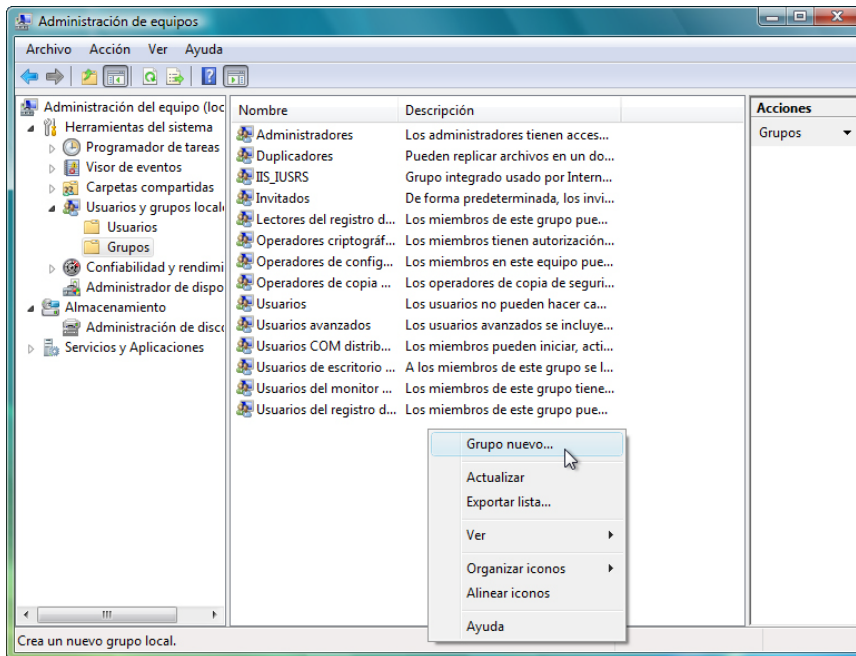 Administración de equipos
Archivo Acción Ver Ayuda
Administración del equipo (loc
Herramientas del sistema
Programador de tareas
Visor de eventos
Carpetas compartidas
Usuarios y grupos locale
Usuarios
Grupos
Confiabilidad y rendimi
Administrador de dispo
Almacenamiento
Administración de disco
Servicios y Aplicaciones
Nombre Descripción
Administradores Los administradores tienen acces...
Duplicadores Pueden replicar archivos en un do...
IIS_IUSRS Grupo integrado usado por Intern...
Invitados De forma predeterminada, los invi...
Lectores del registro d... Los miembros de este grupo pue...
Operadores criptográf... Los miembros tienen autorización...
Operadores de config... Los miembros en este equipo pue...
Operadores de copia ... Los operadores de copia de seguri...
Usuarios Los usuarios no pueden hacer ca...
Usuarios avanzados Los usuarios avanzados se incluye...
Usuarios COM distrib... Los miembros pueden iniciar, acti...
Usuarios de escritorio ... A los miembros de este grupo se l...
Usuarios del monitor ... Los miembros de este grupo tiene...
Usuarios del registro d... Los miembros de este grupo pue...
Grupo nuevo...
Actualizar
Exportar lista...
Ver
Organizar iconos
Alinear iconos
Ayuda
Acciones
Grupos
Crea un nuevo grupo local.